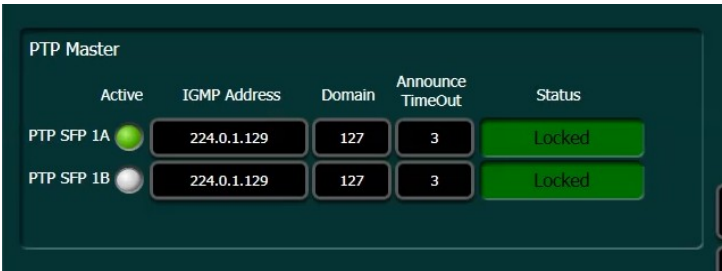 PTP Master
Active IGMP Address Domain Announce TimeOut Status
PTP SFP 1A 224.0.1.129 127 3 Locked
PTP SFP 1B 224.0.1.129 127 3 Locked